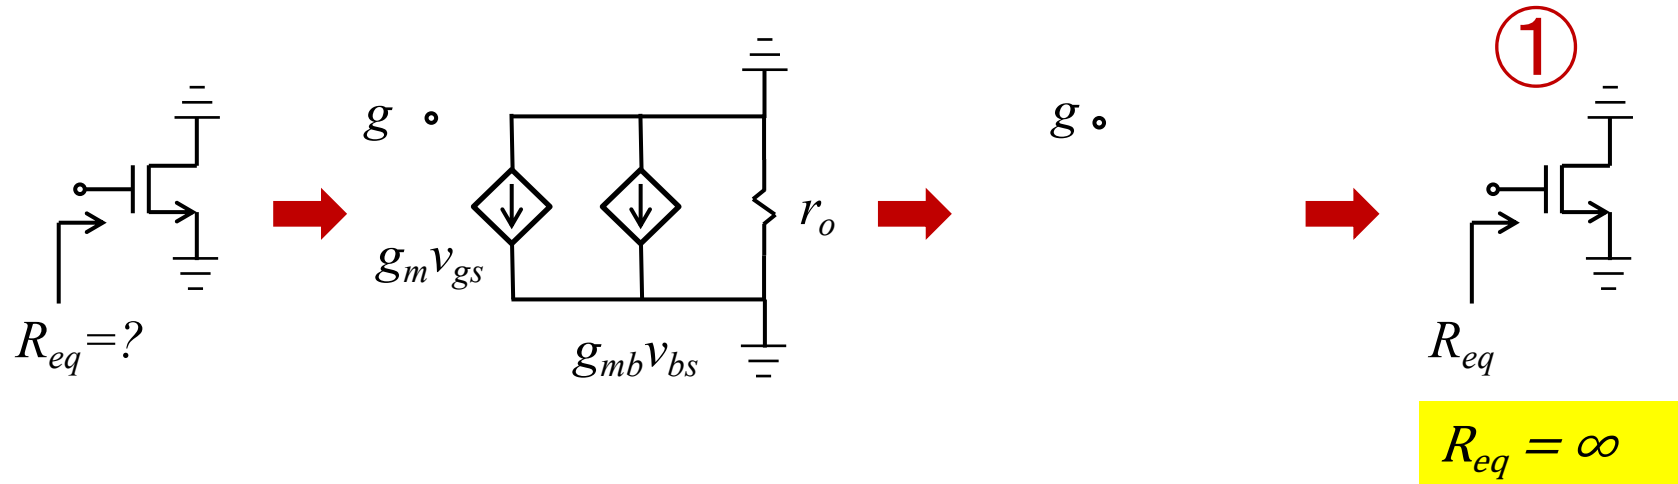 ①
g
g
g_m v_gs
r_o
R_eq=?
g_mb v_bs
R_eq
R_eq = ∞